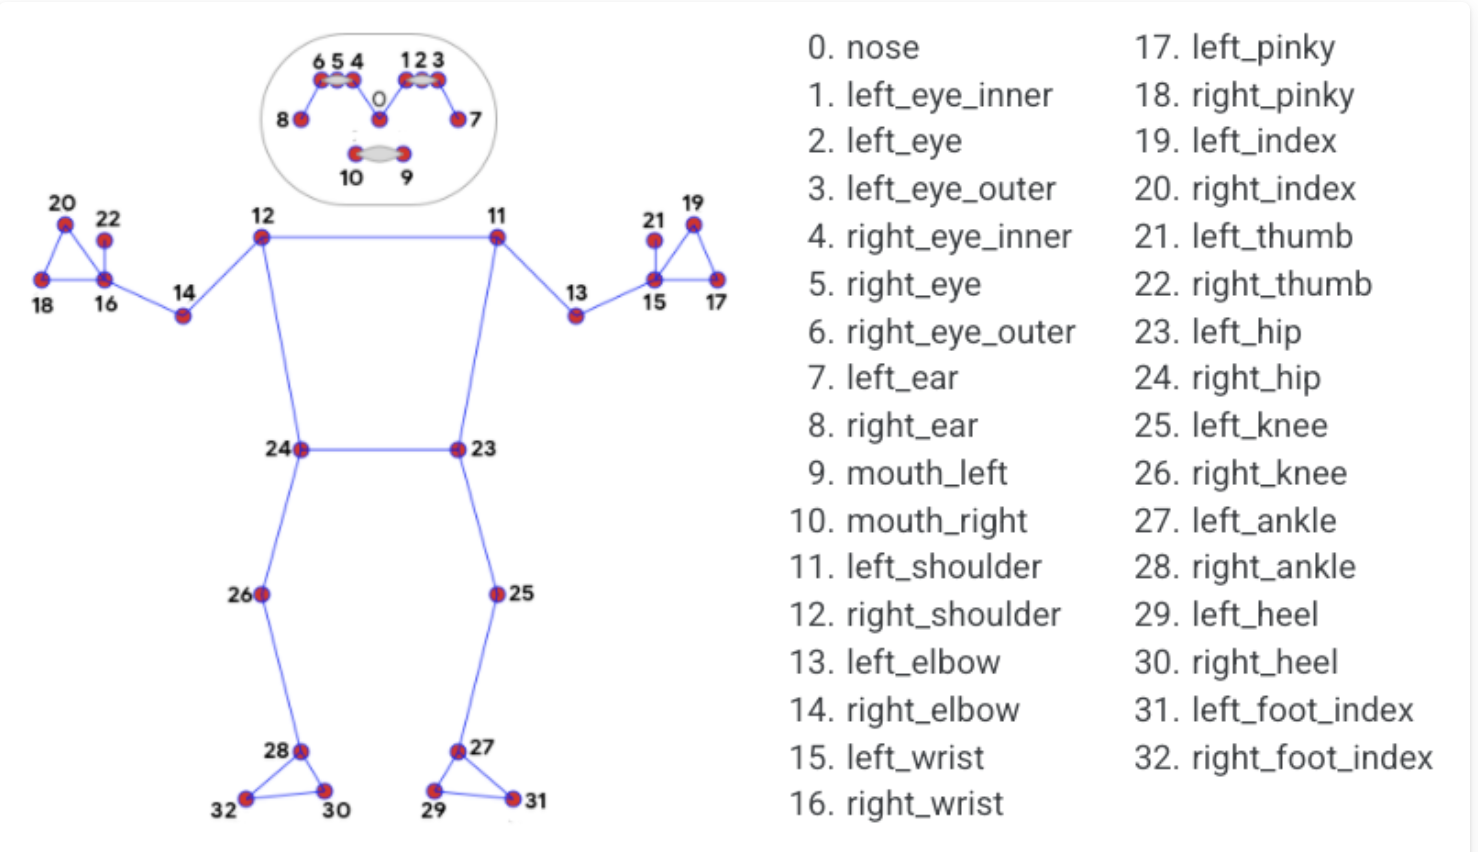 6 5 4 1 2 3
0
8 7
10 9
20 22 12 11 21 19
18 16 14 13 15 17
24 23
26 25
28 27
32 30 29 31
0. nose
1. left_eye_inner
2. left_eye
3. left_eye_outer
4. right_eye_inner
5. right_eye
6. right_eye_outer
7. left_ear
8. right_ear
9. mouth_left
10. mouth_right
11. left_shoulder
12. right_shoulder
13. left_elbow
14. right_elbow
15. left_wrist
16. right_wrist
17. left_pinky
18. right_pinky
19. left_index
20. right_index
21. left_thumb
22. right_thumb
23. left_hip
24. right_hip
25. left_knee
26. right_knee
27. left_ankle
28. right_ankle
29. left_heel
30. right_heel
31. left_foot_index
32. right_foot_index